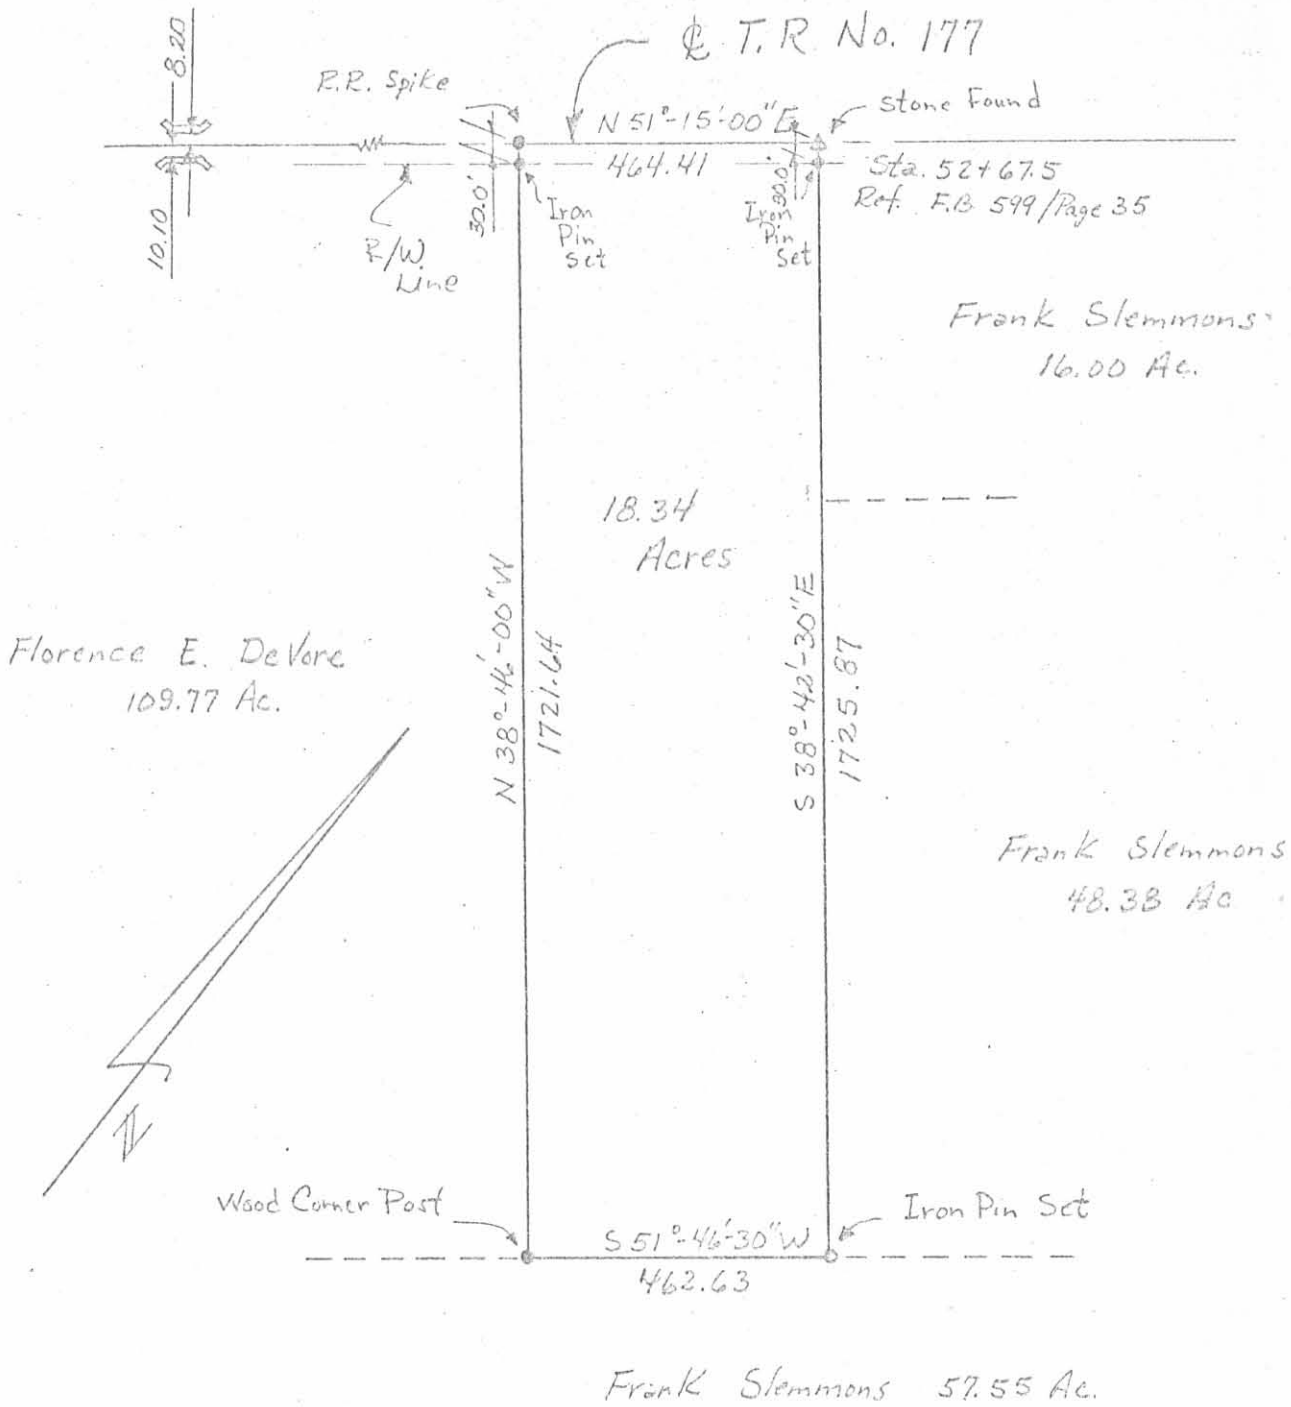 ℄ T.R No. 177
8.20
R.R. Spike
Stone Found
N 51°-15'-00" E
464.41
Sta. 52+67.5
Ref. F.B. 599/Page 35
10.10
30.0'
30.0'
R/W
Line
Iron
Pin
Set
Iron
Pin
Set
Frank Slemmons
16.00 Ac.
18.34
Acres
N 38°-46'-00" W
1721.64
S 38°-42'-30" E
1725.87
Florence E. DeVore
109.77 Ac.
Frank Slemmons
48.38 Ac
N
Wood Corner Post
Iron Pin Set
S 51°-46'-30" W
462.63
Frank Slemmons 57.55 Ac.